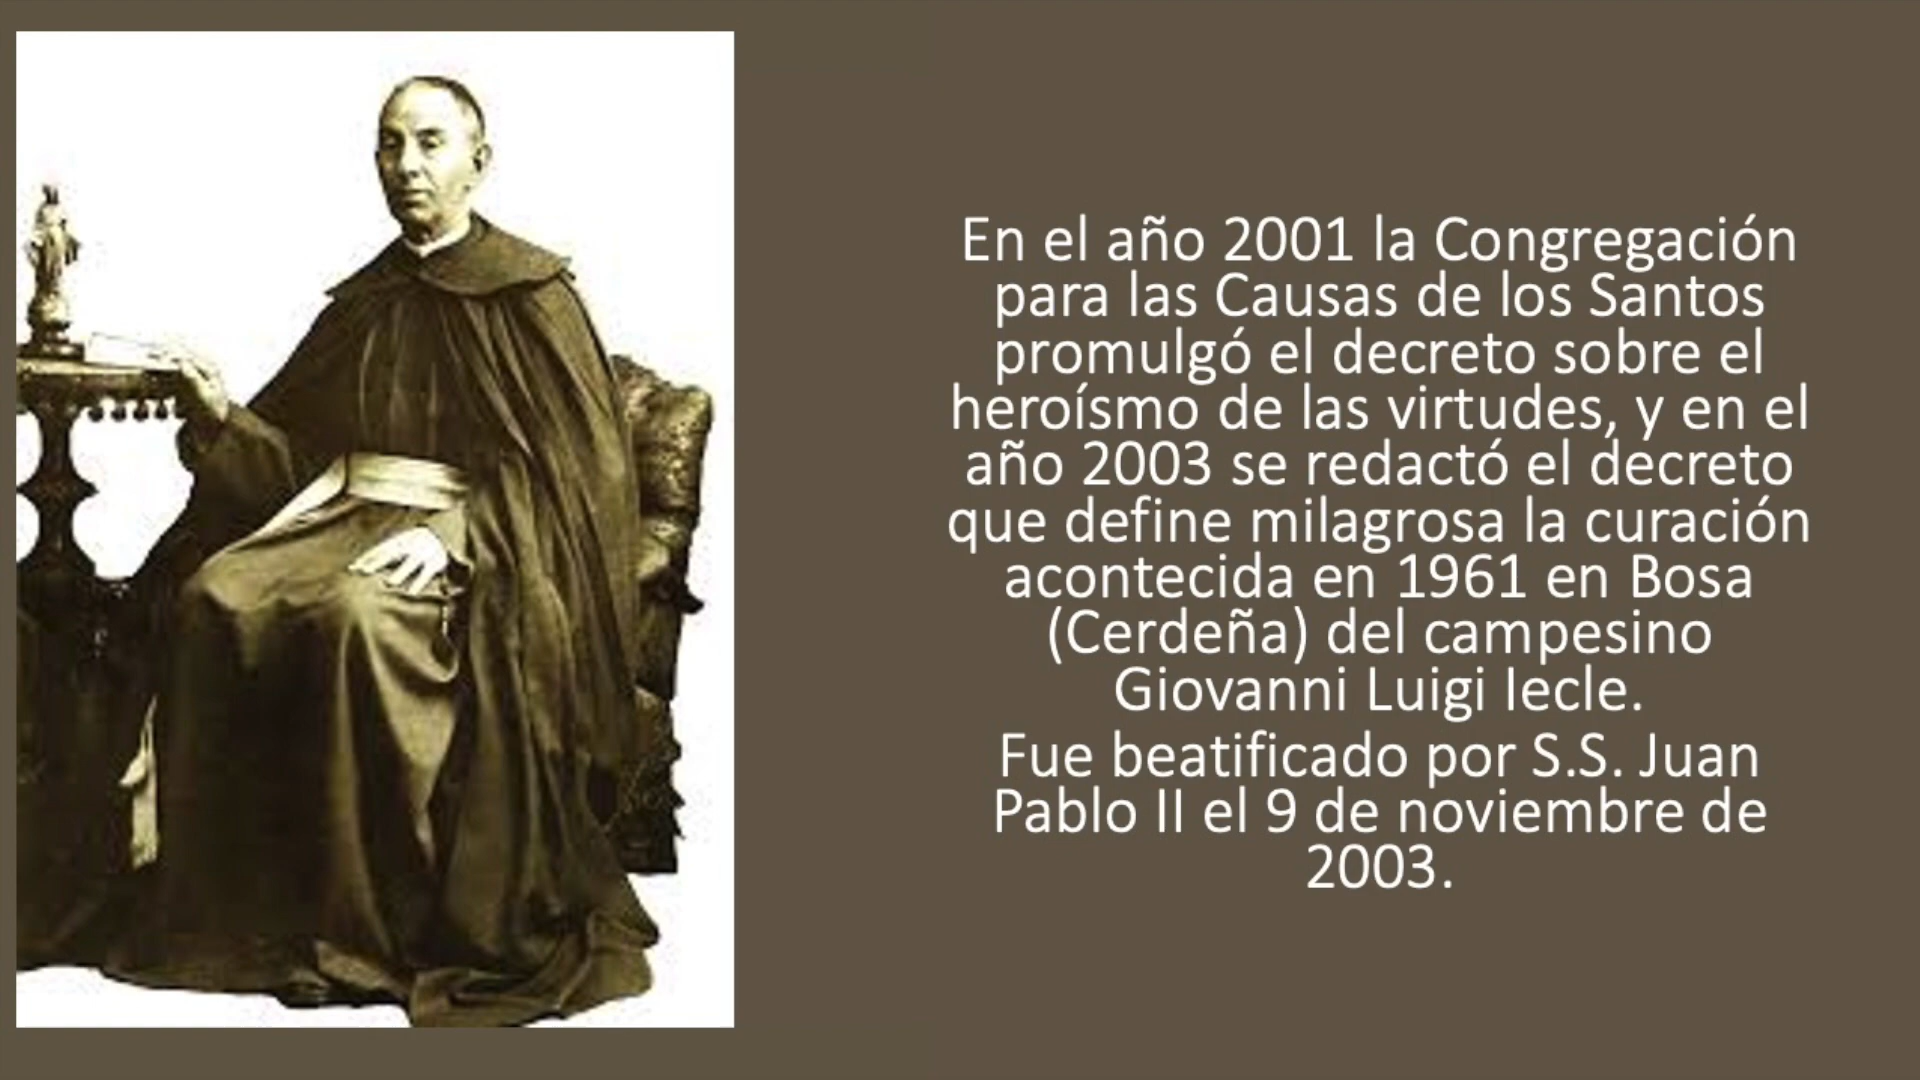 En el año 2001 la Congregación
para las Causas de los Santos
promulgó el decreto sobre el
heroísmo de las virtudes, y en el
año 2003 se redactó el decreto
que define milagrosa la curación
acontecida en 1961 en Bosa
(Cerdeña) del campesino
Giovanni Luigi Iecle.
Fue beatificado por S.S. Juan
Pablo II el 9 de noviembre de
2003.